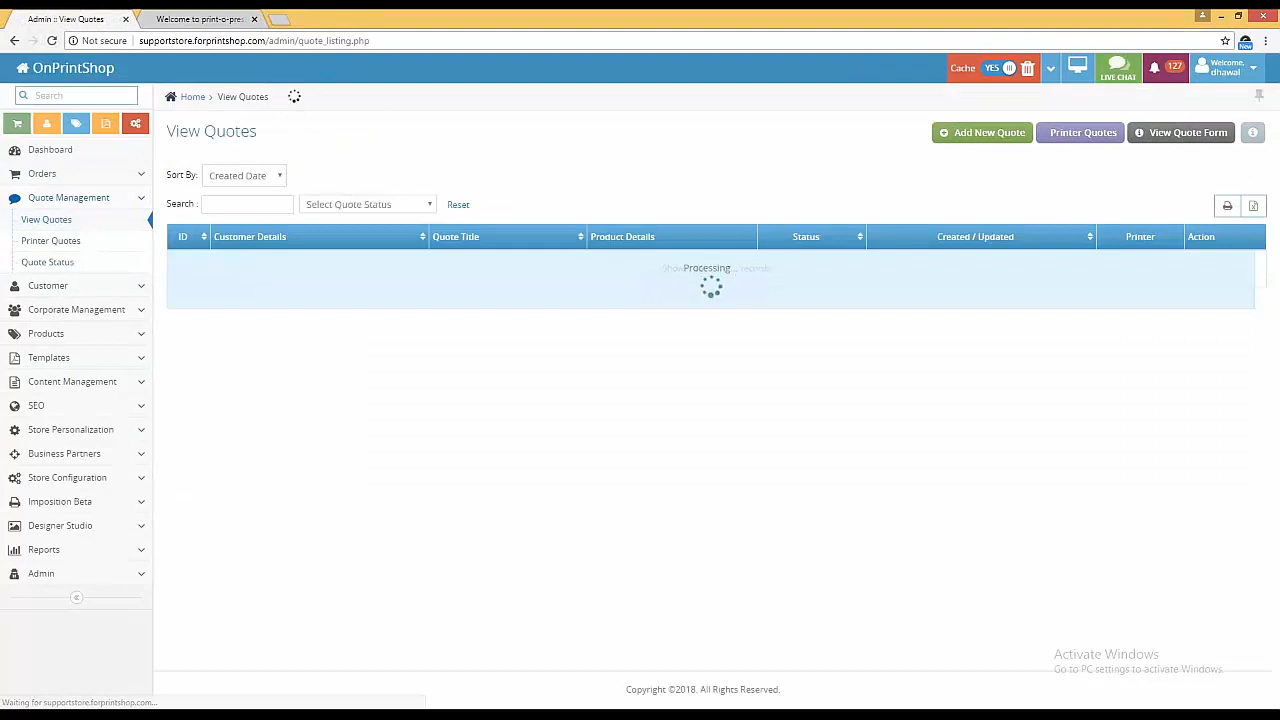 Admin :: View Quotes
Welcome to print-o-pres
Not secure
supportstore.forprintshop.com/admin/quote_listing.php
New
OnPrintShop
Cache
YES
LIVE CHAT
127
Welcome,
dhawal
Search
Home
View Quotes
View Quotes
Add New Quote
Printer Quotes
View Quote Form
Sort By:
Created Date
Search :
Select Quote Status
Reset
ID
Customer Details
Quote Title
Product Details
Status
Created / Updated
Printer
Action
Processing...
records
Dashboard
Orders
Quote Management
View Quotes
Printer Quotes
Quote Status
Customer
Corporate Management
Products
Templates
Content Management
SEO
Store Personalization
Business Partners
Store Configuration
Imposition Beta
Designer Studio
Reports
Admin
Activate Windows
Go to PC settings to activate Windows.
Copyright ©2018. All Rights Reserved.
Waiting for supportstore.forprintshop.com...